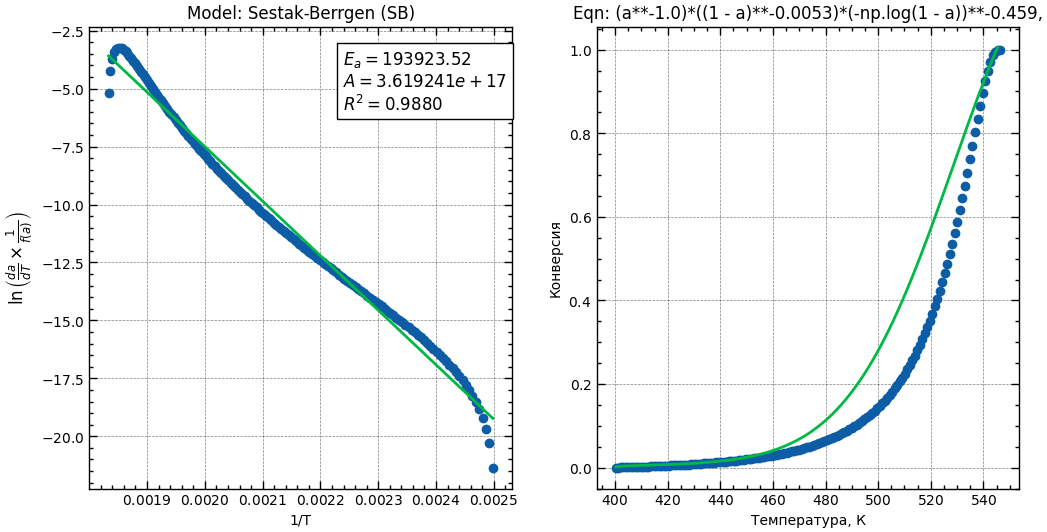 Model: Sestak-Berrgen (SB)
E_a = 193923.52
A = 3.619241e + 17
R^2 = 0.9880
ln(da/dT × 1/f(a))
−2.5
−5.0
−7.5
−10.0
−12.5
−15.0
−17.5
−20.0
0.0019 0.0020 0.0021 0.0022 0.0023 0.0024 0.0025
1/T
Eqn: (a**-1.0)*((1 - a)**-0.0053)*(-np.log(1 - a))**-0.459,
Конверсия
1.0
0.8
0.6
0.4
0.2
0.0
400 420 440 460 480 500 520 540
Температура, К